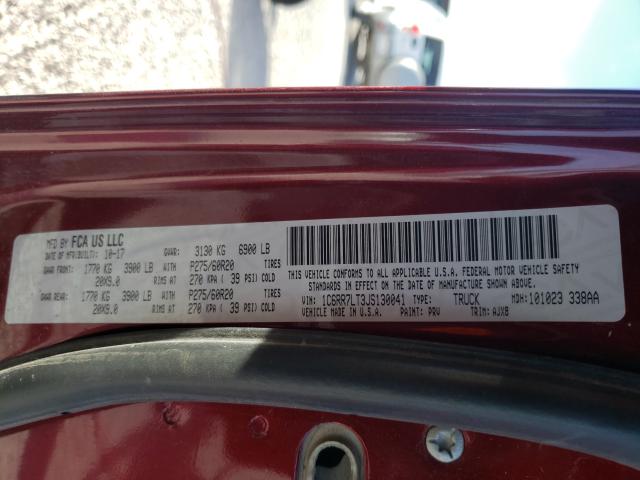 MFD BY FCA US LLC
DATE OF MFR(BUILT): 10-17 GVWR: 3130 KG 6900 LB
GAWR FRONT: 1770 KG 3900 LB WITH P275/60R20 TIRES
20X9.0 RIMS AT 270 KPA ( 39 PSI) COLD
GAWR REAR: 1770 KG 3900 LB WITH P275/60R20 TIRES
20X9.0 RIMS AT 270 KPA ( 39 PSI) COLD
THIS VEHICLE CONFORMS TO ALL APPLICABLE U.S.A. FEDERAL MOTOR VEHICLE SAFETY
STANDARDS IN EFFECT ON THE DATE OF MANUFACTURE SHOWN ABOVE.
VIN: 1C6RR7LT3JS130041 TYPE: TRUCK MDH: 101023 338AA
VEHICLE MADE IN U.S.A. PAINT: PRV TRIM: AJX8